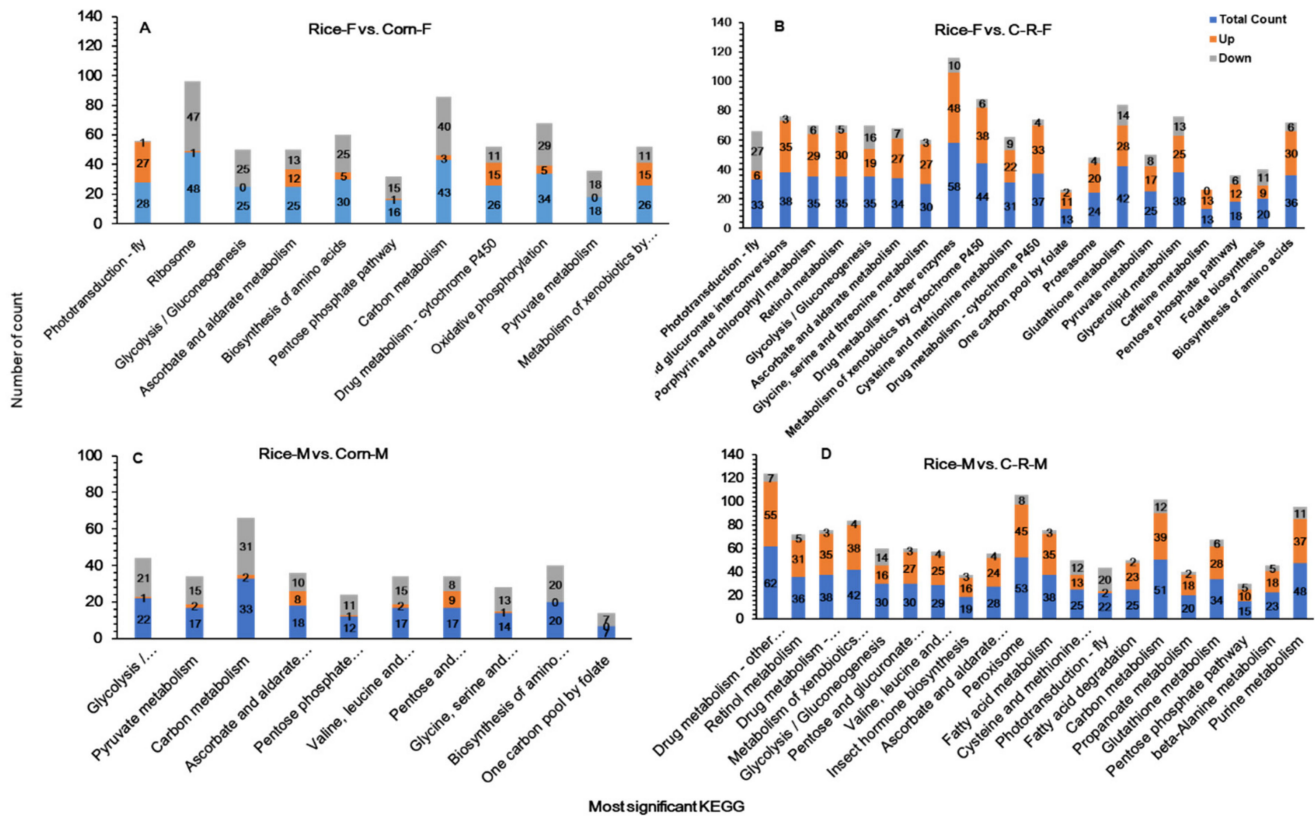 Number of count
A
Rice-F vs. Corn-F
140
120
100
80
60
40
20
0
1
27
28
47
1
48
25
0
25
13
12
25
25
5
30
15
1
16
40
3
43
11
15
26
29
5
34
18
0
18
11
15
26
Phototransduction - fly
Ribosome
Glycolysis / Gluconeogenesis
Ascorbate and aldarate metabolism
Biosynthesis of amino acids
Pentose phosphate pathway
Carbon metabolism
Drug metabolism - cytochrome P450
Oxidative phosphorylation
Pyruvate metabolism
Metabolism of xenobiotics by...
B
Rice-F vs. C-R-F
Total Count
Up
Down
140
120
100
80
60
40
20
0
27
6
33
3
35
38
6
29
35
5
30
35
16
19
35
7
27
34
3
27
30
10
48
58
6
38
44
9
22
31
4
33
37
2
11
13
4
20
24
14
28
42
8
17
25
13
25
38
0
13
13
6
12
18
11
9
20
6
30
36
Phototransduction - fly
d glucuronate interconversions
Porphyrin and chlorophyll metabolism
Retinol metabolism
Glycolysis / Gluconeogenesis
Ascorbate and aldarate metabolism
Glycine, serine and threonine metabolism
Drug metabolism - other enzymes
Metabolism of xenobiotics by cytochrome P450
Cysteine and methionine metabolism
Drug metabolism - cytochrome P450
One carbon pool by folate
Proteasome
Glutathione metabolism
Pyruvate metabolism
Glycerolipid metabolism
Caffeine metabolism
Pentose phosphate pathway
Folate biosynthesis
Biosynthesis of amino acids
C
Rice-M vs. Corn-M
100
80
60
40
20
0
21
1
22
15
2
17
31
2
33
10
8
18
11
1
12
15
2
17
8
9
17
13
1
14
20
0
20
7
0
7
Glycolysis /...
Pyruvate metabolism
Carbon metabolism
Ascorbate and aldarate...
Pentose phosphate...
Valine, leucine and...
Pentose and...
Glycine, serine and...
Biosynthesis of amino...
One carbon pool by folate
D
Rice-M vs. C-R-M
140
120
100
80
60
40
20
0
7
55
62
5
31
36
3
35
38
4
38
42
14
16
30
3
27
30
4
25
29
3
16
19
4
24
28
8
45
53
3
35
38
12
13
25
20
2
22
2
23
25
12
39
51
2
18
20
6
28
34
5
10
15
5
18
23
11
37
48
Drug metabolism - other...
Retinol metabolism
Drug metabolism...
Metabolism of xenobiotics...
Glycolysis / Gluconeogenesis
Pentose and glucuronate...
Valine, leucine and...
Insect hormone biosynthesis
Ascorbate and aldarate...
Peroxisome
Fatty acid metabolism
Cysteine and methionine...
Phototransduction - fly
Fatty acid degradation
Carbon metabolism
Propanoate metabolism
Glutathione metabolism
Pentose phosphate pathway
beta-Alanine metabolism
Purine metabolism
Most significant KEGG